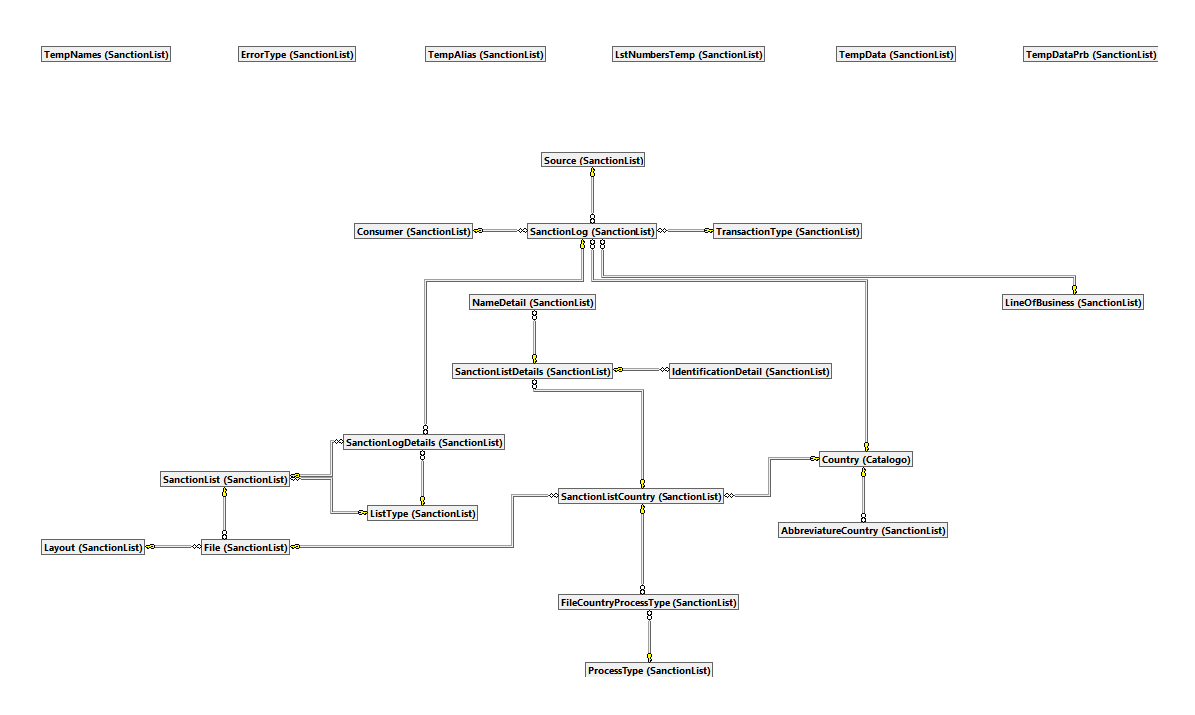 TempNames (SanctionList)
ErrorType (SanctionList)
TempAlias (SanctionList)
LstNumbersTemp (SanctionList)
TempData (SanctionList)
TempDataPrb (SanctionList)
Source (SanctionList)
Consumer (SanctionList)
SanctionLog (SanctionList)
TransactionType (SanctionList)
NameDetail (SanctionList)
LineOfBusiness (SanctionList)
SanctionListDetails (SanctionList)
IdentificationDetail (SanctionList)
SanctionLogDetails (SanctionList)
Country (Catalogo)
SanctionList (SanctionList)
SanctionListCountry (SanctionList)
ListType (SanctionList)
AbbreviatureCountry (SanctionList)
Layout (SanctionList)
File (SanctionList)
FileCountryProcessType (SanctionList)
ProcessType (SanctionList)